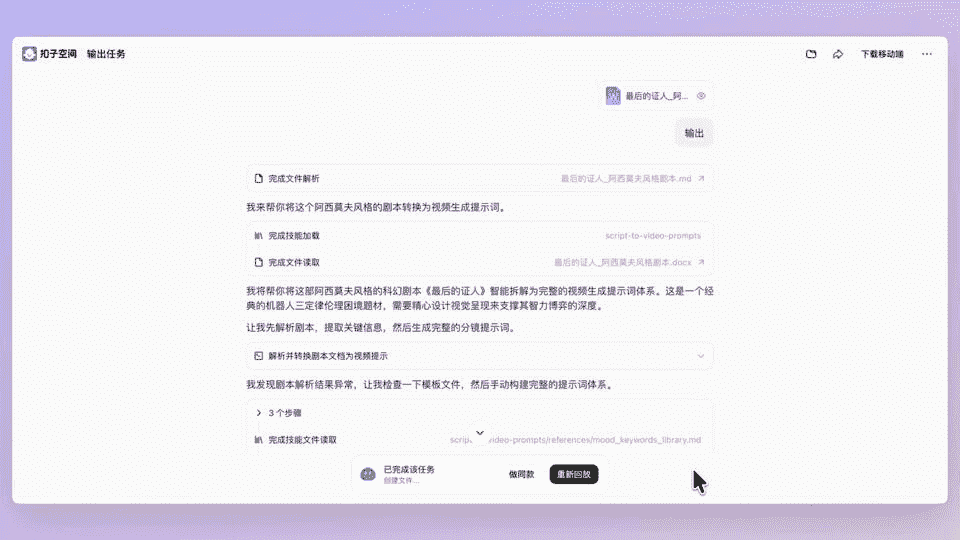 扣子空间 输出任务 下载移动端
最后的证人_阿...
输出
完成文件解析 最后的证人_阿西莫夫风格剧本.md
我来帮你将这个阿西莫夫风格的剧本转换为视频生成提示词。
完成技能加载 script-to-video-prompts
完成文件读取 最后的证人_阿西莫夫风格剧本.docx
我将帮你将这部阿西莫夫风格的科幻剧本《最后的证人》智能拆解为完整的视频生成提示词体系。这是一个经
典的机器人三定律伦理困境题材，需要精心设计视觉呈现来支撑其智力博弈的深度。
让我先解析剧本，提取关键信息，然后生成完整的分镜提示词。
解析并转换剧本文档为视频提示
我发现剧本解析结果异常，让我检查一下模板文件，然后手动构建完整的提示词体系。
3 个步骤
完成技能文件读取 scrip ideo-prompts/references/mood_keywords_library.md
已完成该任务
创建文件...
做同款 重新回放